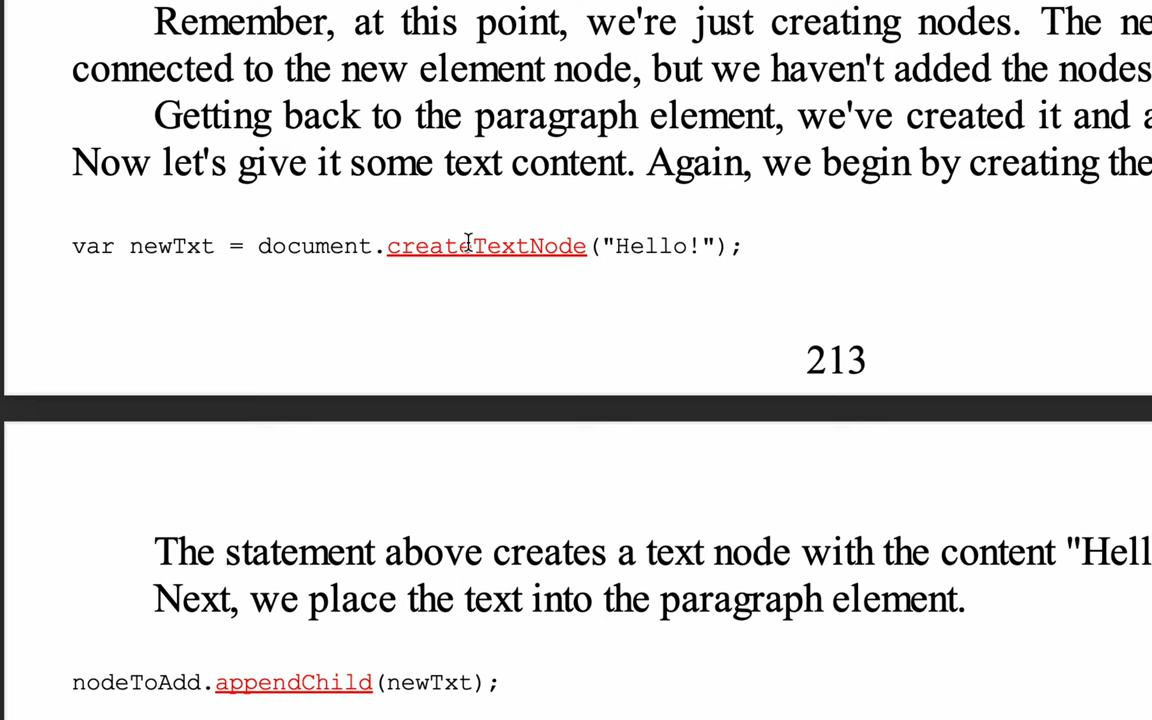 Remember, at this point, we're just creating nodes. The ne
connected to the new element node, but we haven't added the nodes
Getting back to the paragraph element, we've created it and a
Now let's give it some text content. Again, we begin by creating the
var newTxt = document.createTextNode("Hello!");
213
The statement above creates a text node with the content "Hell
Next, we place the text into the paragraph element.
nodeToAdd.appendChild(newTxt);